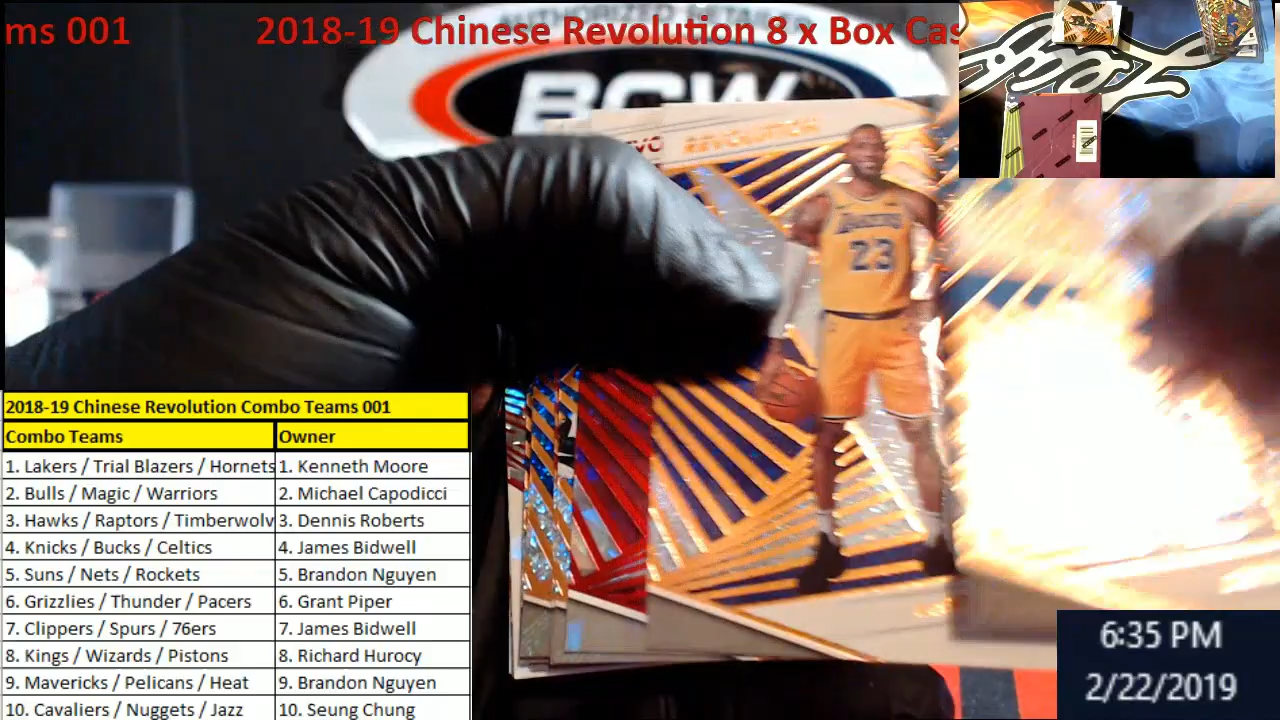 ms 001 2018-19 Chinese Revolution 8 x Box Cas
AUTHORIZED RETAILER
BCW
REVOLUTION
EVO
LAKERS
23
2018-19 Chinese Revolution Combo Teams 001
Combo Teams Owner
1. Lakers / Trial Blazers / Hornets 1. Kenneth Moore
2. Bulls / Magic / Warriors 2. Michael Capodicci
3. Hawks / Raptors / Timberwolv 3. Dennis Roberts
4. Knicks / Bucks / Celtics 4. James Bidwell
5. Suns / Nets / Rockets 5. Brandon Nguyen
6. Grizzlies / Thunder / Pacers 6. Grant Piper
7. Clippers / Spurs / 76ers 7. James Bidwell
8. Kings / Wizards / Pistons 8. Richard Hurocy
9. Mavericks / Pelicans / Heat 9. Brandon Nguyen
10. Cavaliers / Nuggets / Jazz 10. Seung Chung
6:35 PM
2/22/2019